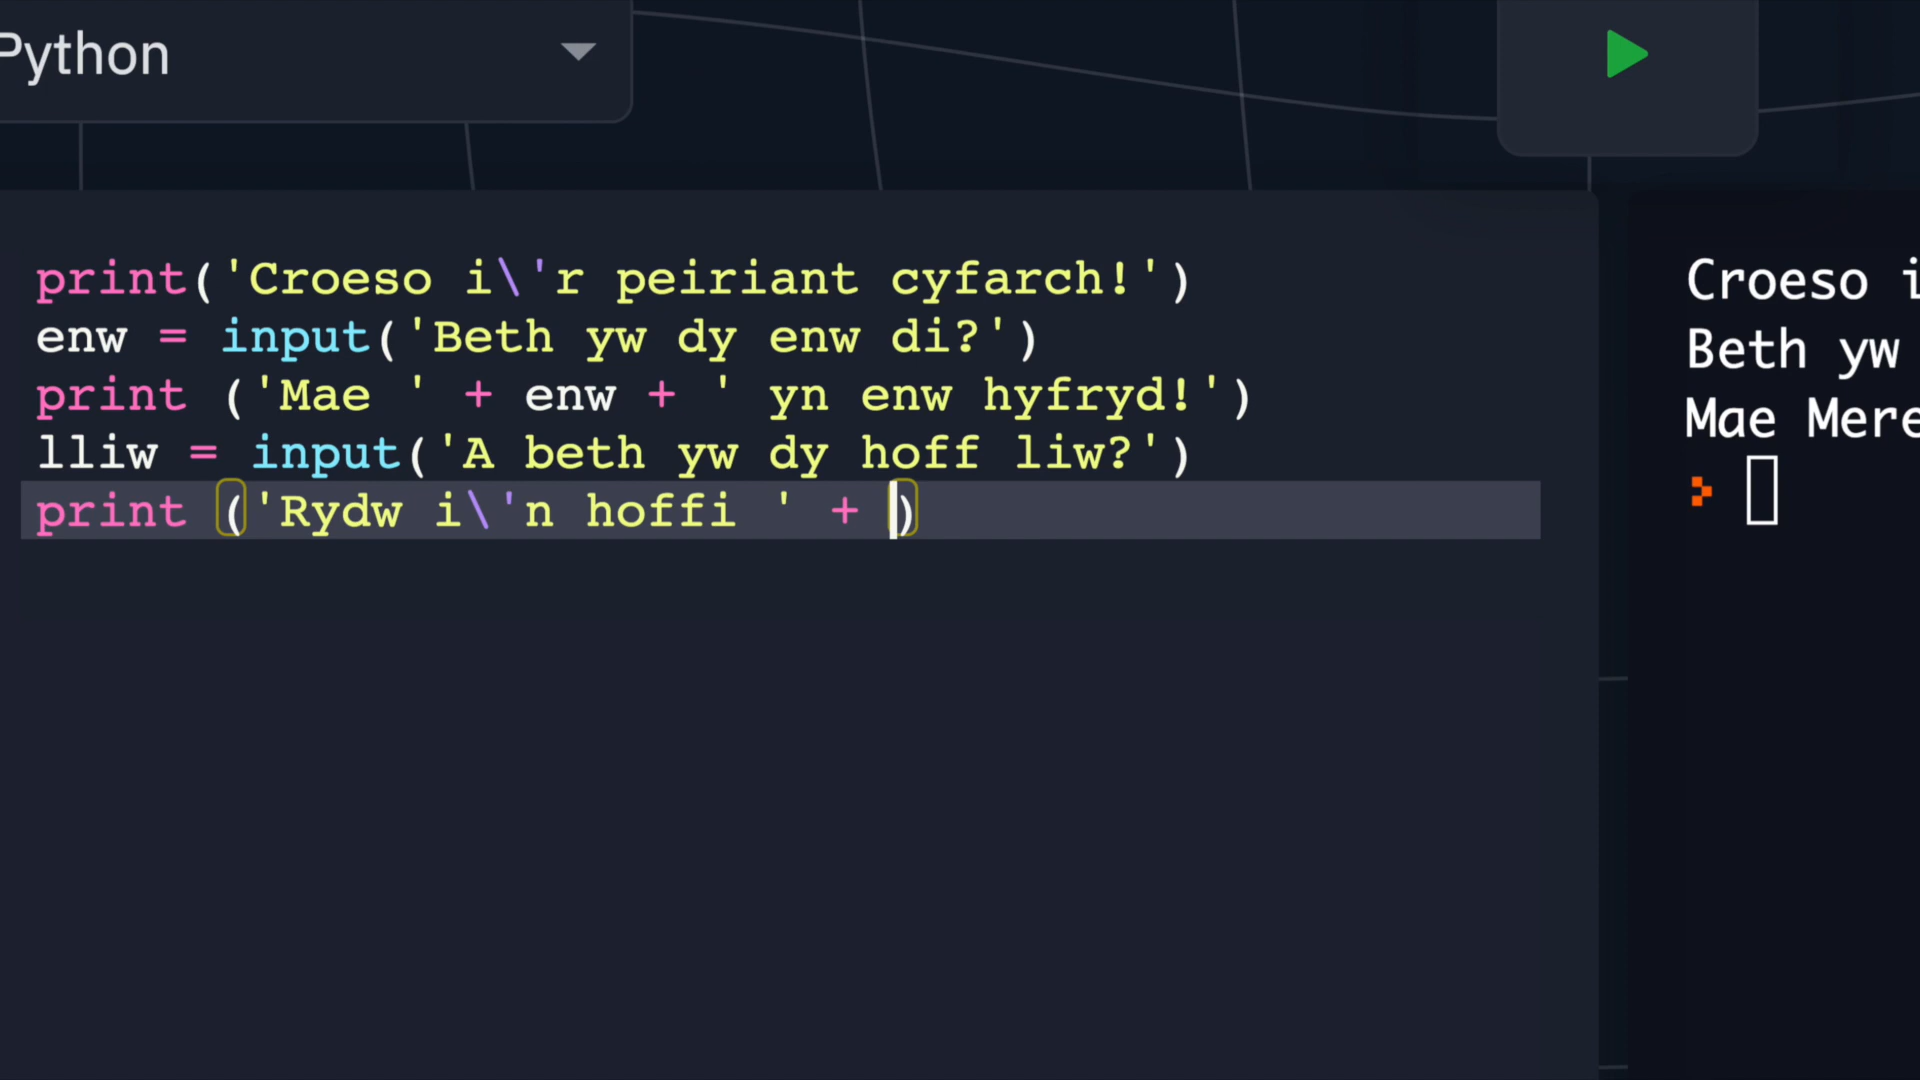 Python
print('Croeso i\'r peiriant cyfarch!')
enw = input('Beth yw dy enw di?')
print ('Mae ' + enw + ' yn enw hyfryd!')
lliw = input('A beth yw dy hoff liw?')
print ('Rydw i\'n hoffi ' + )
Croeso i
Beth yw
Mae Mere